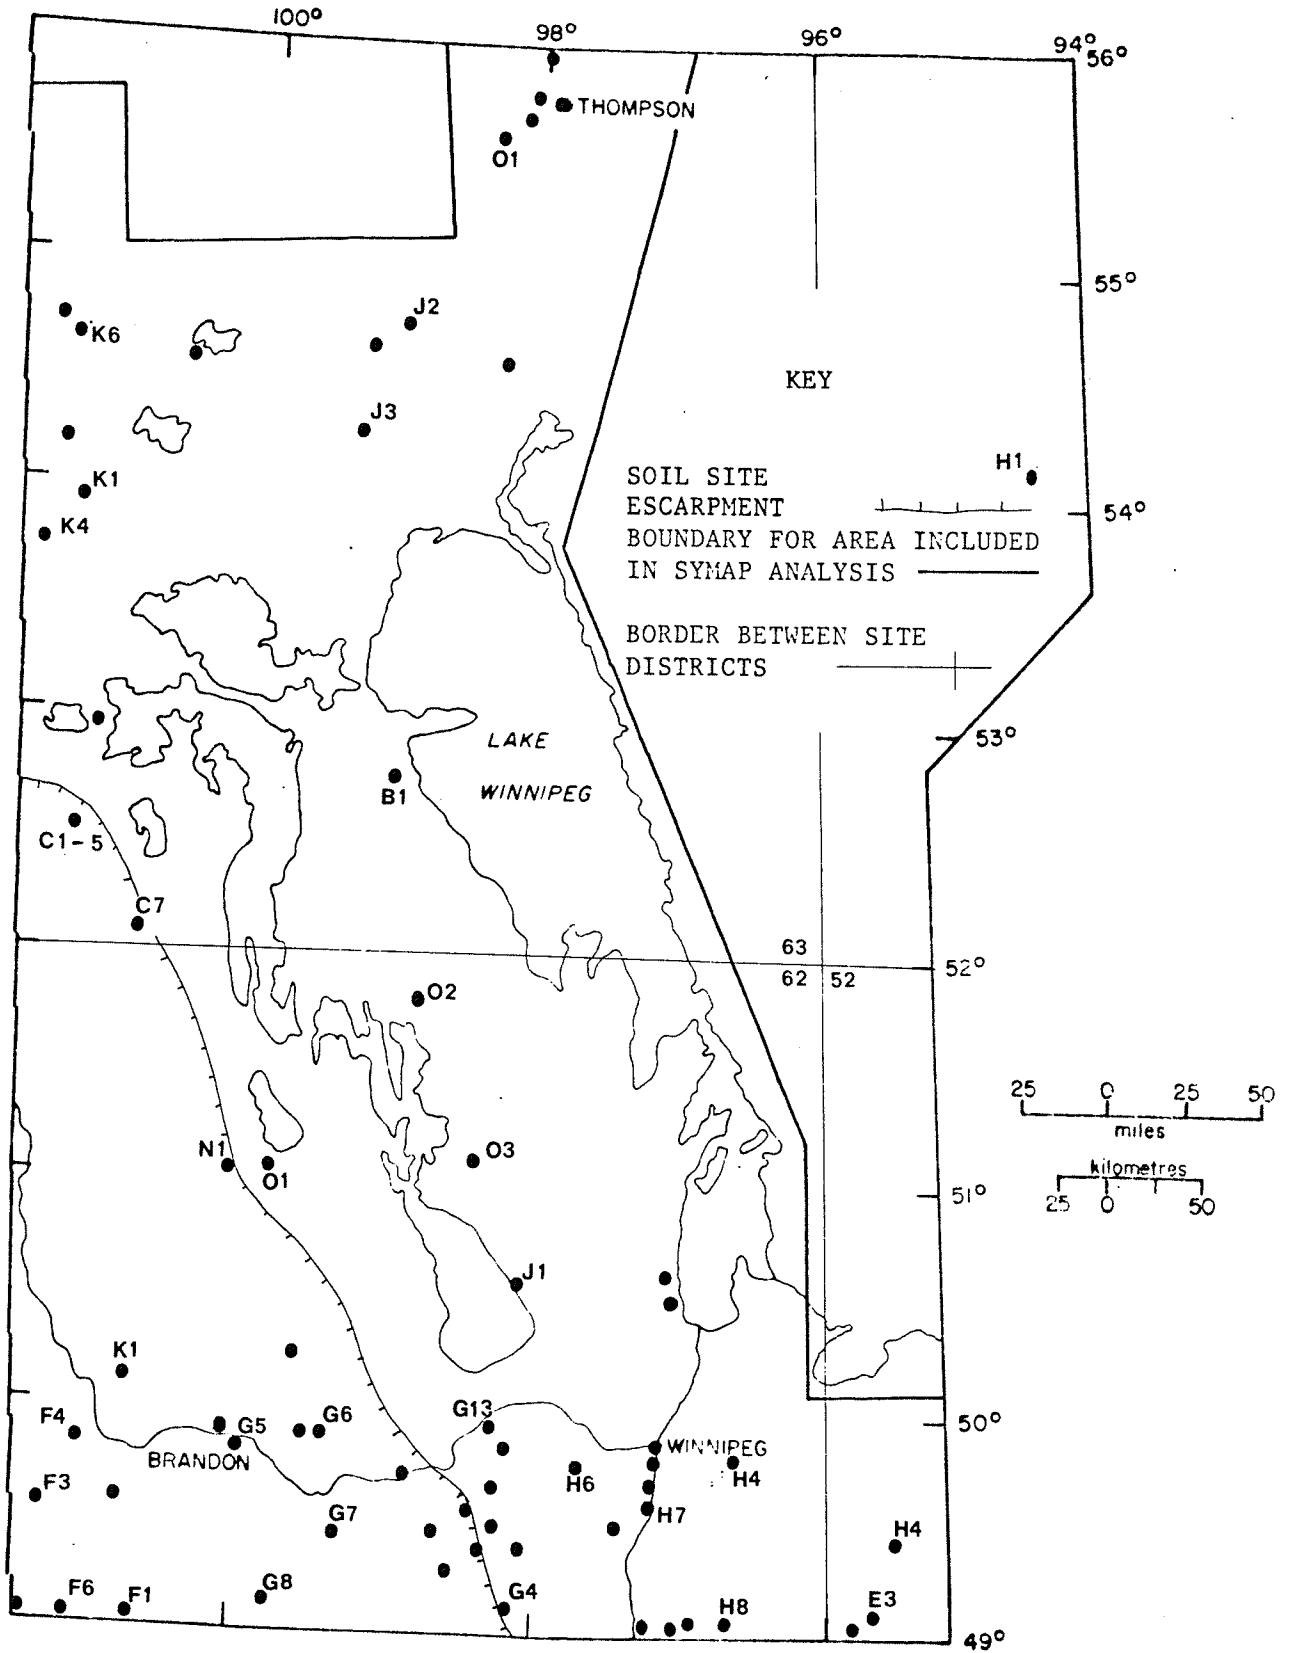 100°
98°
96°
94°
56°
THOMPSON
O1
55°
J2
K6
KEY
J3
H1
SOIL SITE
K1
ESCARPMENT
54°
K4
BOUNDARY FOR AREA INCLUDED
IN SYMAP ANALYSIS
BORDER BETWEEN SITE
DISTRICTS
53°
LAKE
WINNIPEG
B1
C1-5
C7
63
62 52
52°
O2
25 0 25 50
miles
N1
O1
O3
kilometres
25 0 50
51°
J1
K1
F4
G5
G6
G13
50°
BRANDON
WINNIPEG
H6
H4
F3
G7
H7
H4
F6
F1
G8
G4
H8
E3
49°